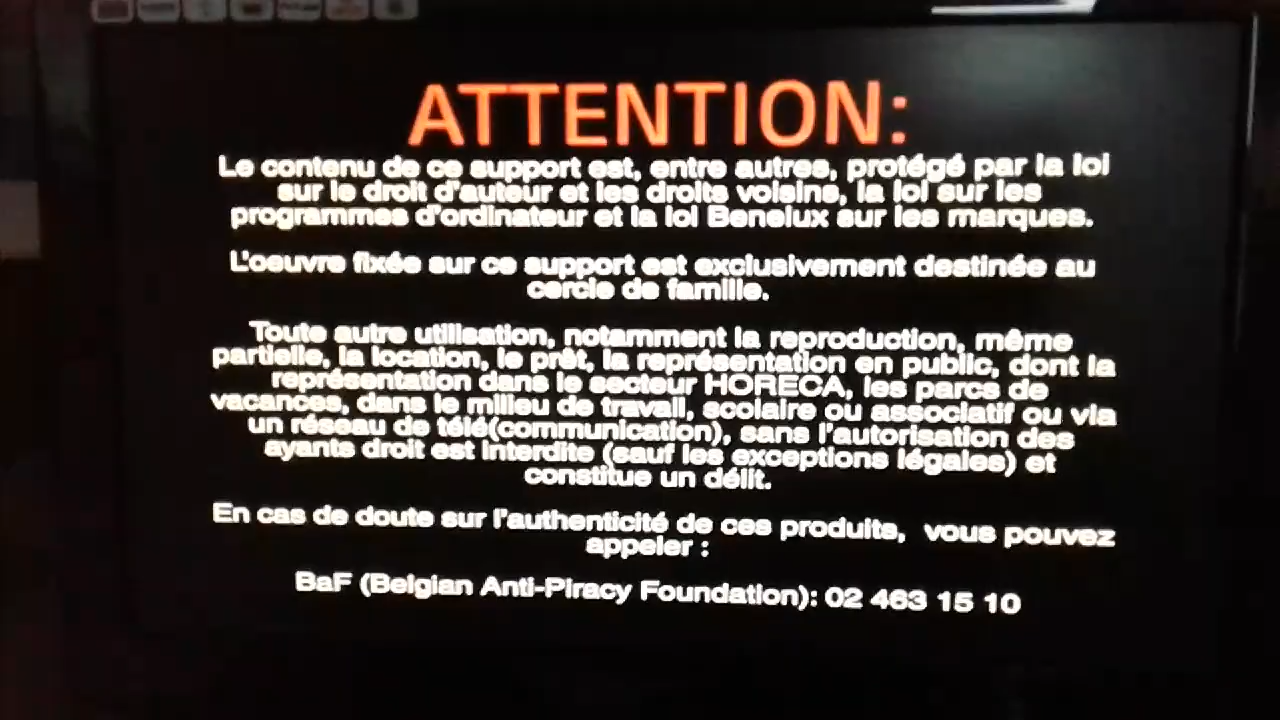 ATTENTION:
Le contenu de ce support est, entre autres, protégé par la loi
sur le droit d'auteur et les droits voisins, la loi sur les
programmes d'ordinateur et la loi Benelux sur les marques.
L'oeuvre fixée sur ce support est exclusivement destinée au
cercle de famille.
Toute autre utilisation, notamment la reproduction, même
partielle, la location, le prêt, la représentation en public, dont la
représentation dans le secteur HORECA, les parcs de
vacances, dans le milieu de travail, scolaire ou associatif ou via
un réseau de télé(communication), sans l'autorisation des
ayants droit est interdite (sauf les exceptions légales) et
constitue un délit.
En cas de doute sur l'authenticité de ces produits, vous pouvez
appeler :
BaF (Belgian Anti-Piracy Foundation): 02 463 15 10